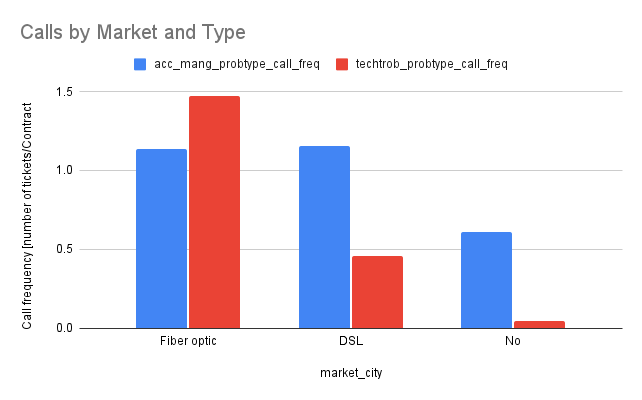 Calls by Market and Type
acc_mang_probtype_call_freq techtrob_probtype_call_freq
Call frequency [number of tickets/Contract
1.5
1.0
0.5
0.0
Fiber optic DSL No
market_city